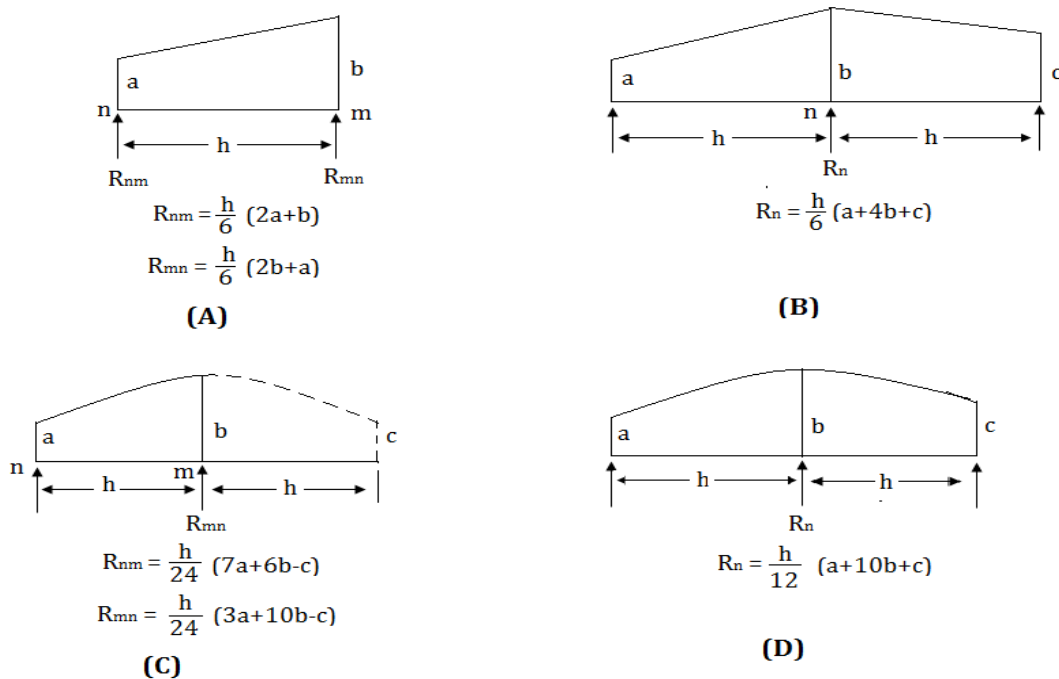 a
b
n
m
h
Rnm
Rmn
Rnm = h/6 (2a+b)
Rmn = h/6 (2b+a)
(A)
a
b
c
n
h
h
Rn
Rn = h/6 (a+4b+c)
(B)
a
b
c
n
m
h
h
Rmn
Rnm = h/24 (7a+6b-c)
Rmn = h/24 (3a+10b-c)
(C)
a
b
c
h
h
Rn
Rn = h/12 (a+10b+c)
(D)